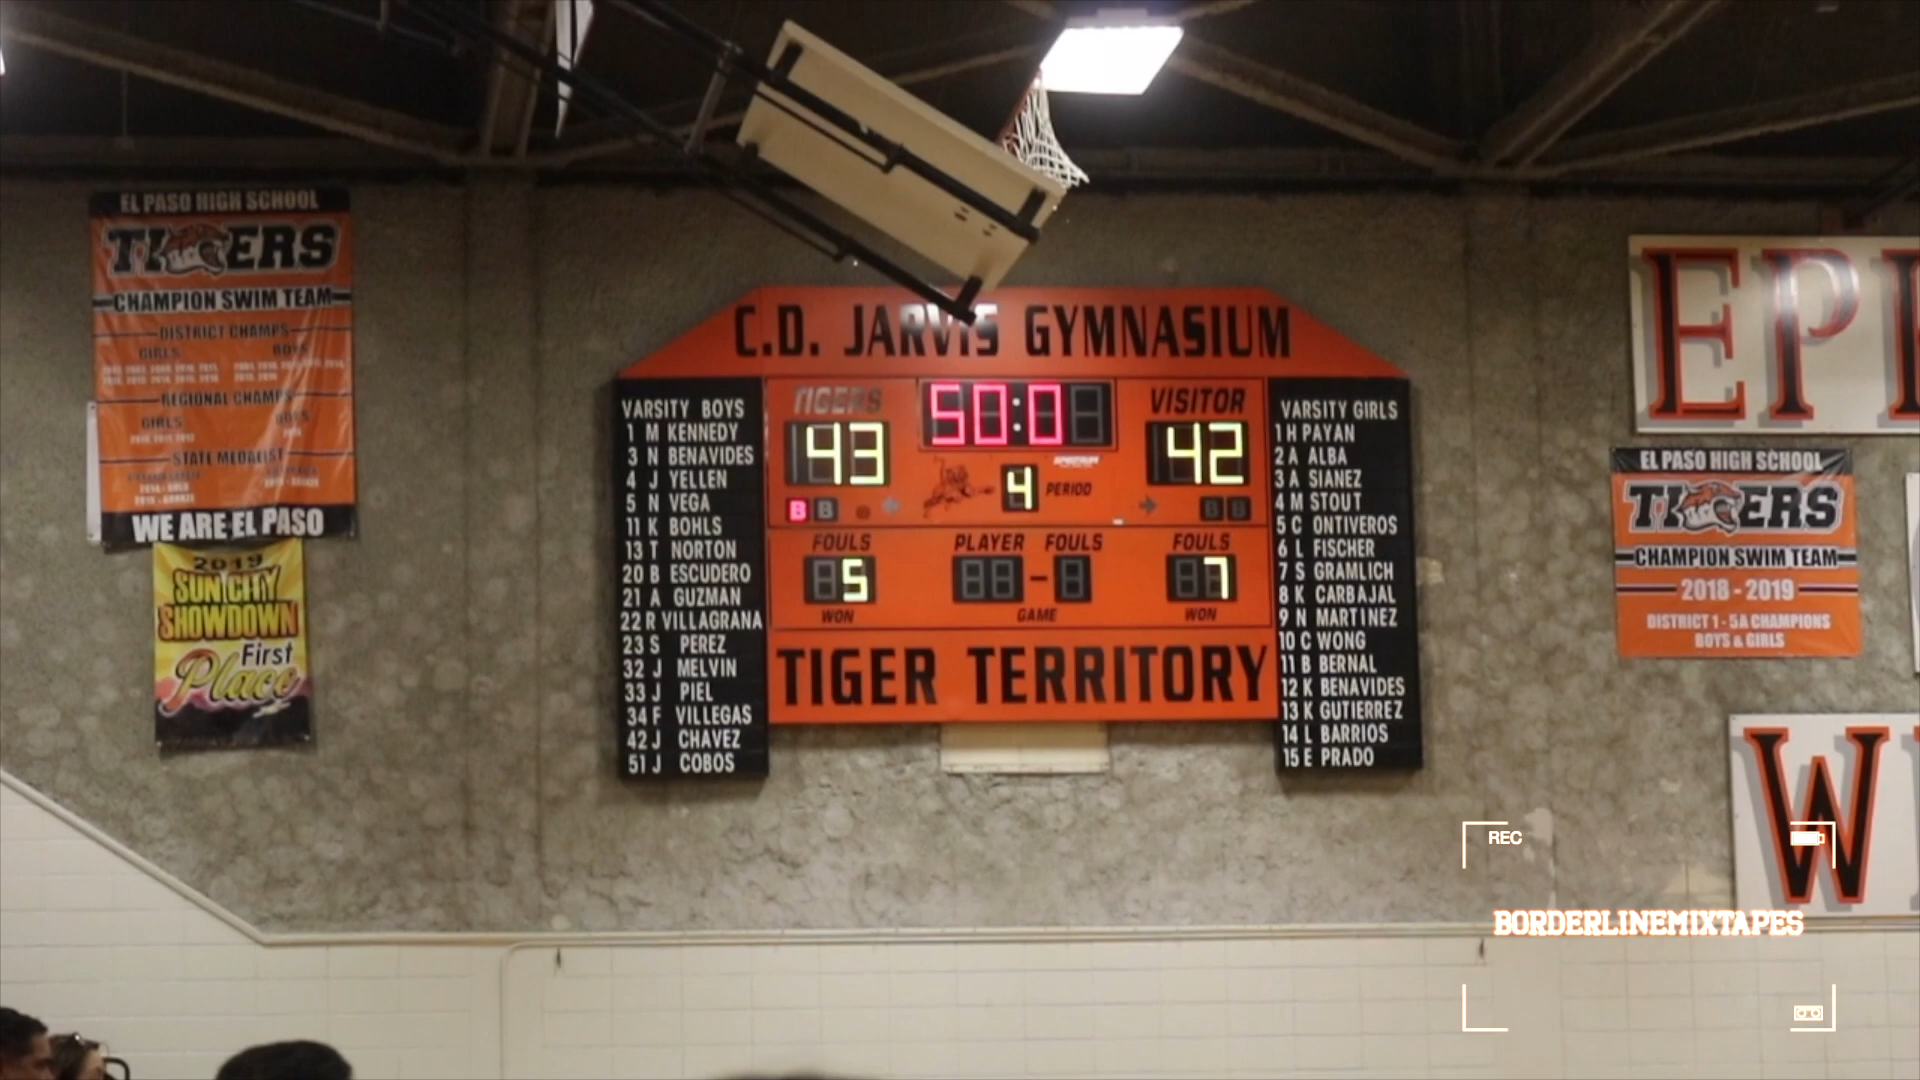 EL PASO HIGH SCHOOL
TIGERS
CHAMPION SWIM TEAM
DISTRICT CHAMPS
GIRLS BOYS
REGIONAL CHAMPS
GIRLS BOYS
STATE MEDALIST
WE ARE EL PASO
2019
SUN CITY
SHOWDOWN
First
Place
C.D. JARVIS GYMNASIUM
VARSITY BOYS
1 M KENNEDY
3 N BENAVIDES
4 J YELLEN
5 N VEGA
11 K BOHLS
13 T NORTON
20 B ESCUDERO
21 A GUZMAN
22 R VILLAGRANA
23 S PEREZ
32 J MELVIN
33 J PIEL
34 F VILLEGAS
42 J CHAVEZ
51 J COBOS
TIGERS 50:0 VISITOR
43 42
4 PERIOD
B B B B
FOULS PLAYER FOULS FOULS
5 - 7
WON GAME WON
TIGER TERRITORY
VARSITY GIRLS
1 H PAYAN
2 A ALBA
3 A SIANEZ
4 M STOUT
5 C ONTIVEROS
6 L FISCHER
7 S GRAMLICH
8 K CARBAJAL
9 N MARTINEZ
10 C WONG
11 B BERNAL
12 K BENAVIDES
13 K GUTIERREZ
14 L BARRIOS
15 E PRADO
EP
EL PASO HIGH SCHOOL
TIGERS
CHAMPION SWIM TEAM
2018 - 2019
DISTRICT 1 - 5A CHAMPIONS
BOYS & GIRLS
W
REC
BORDERLINEMIXTAPES